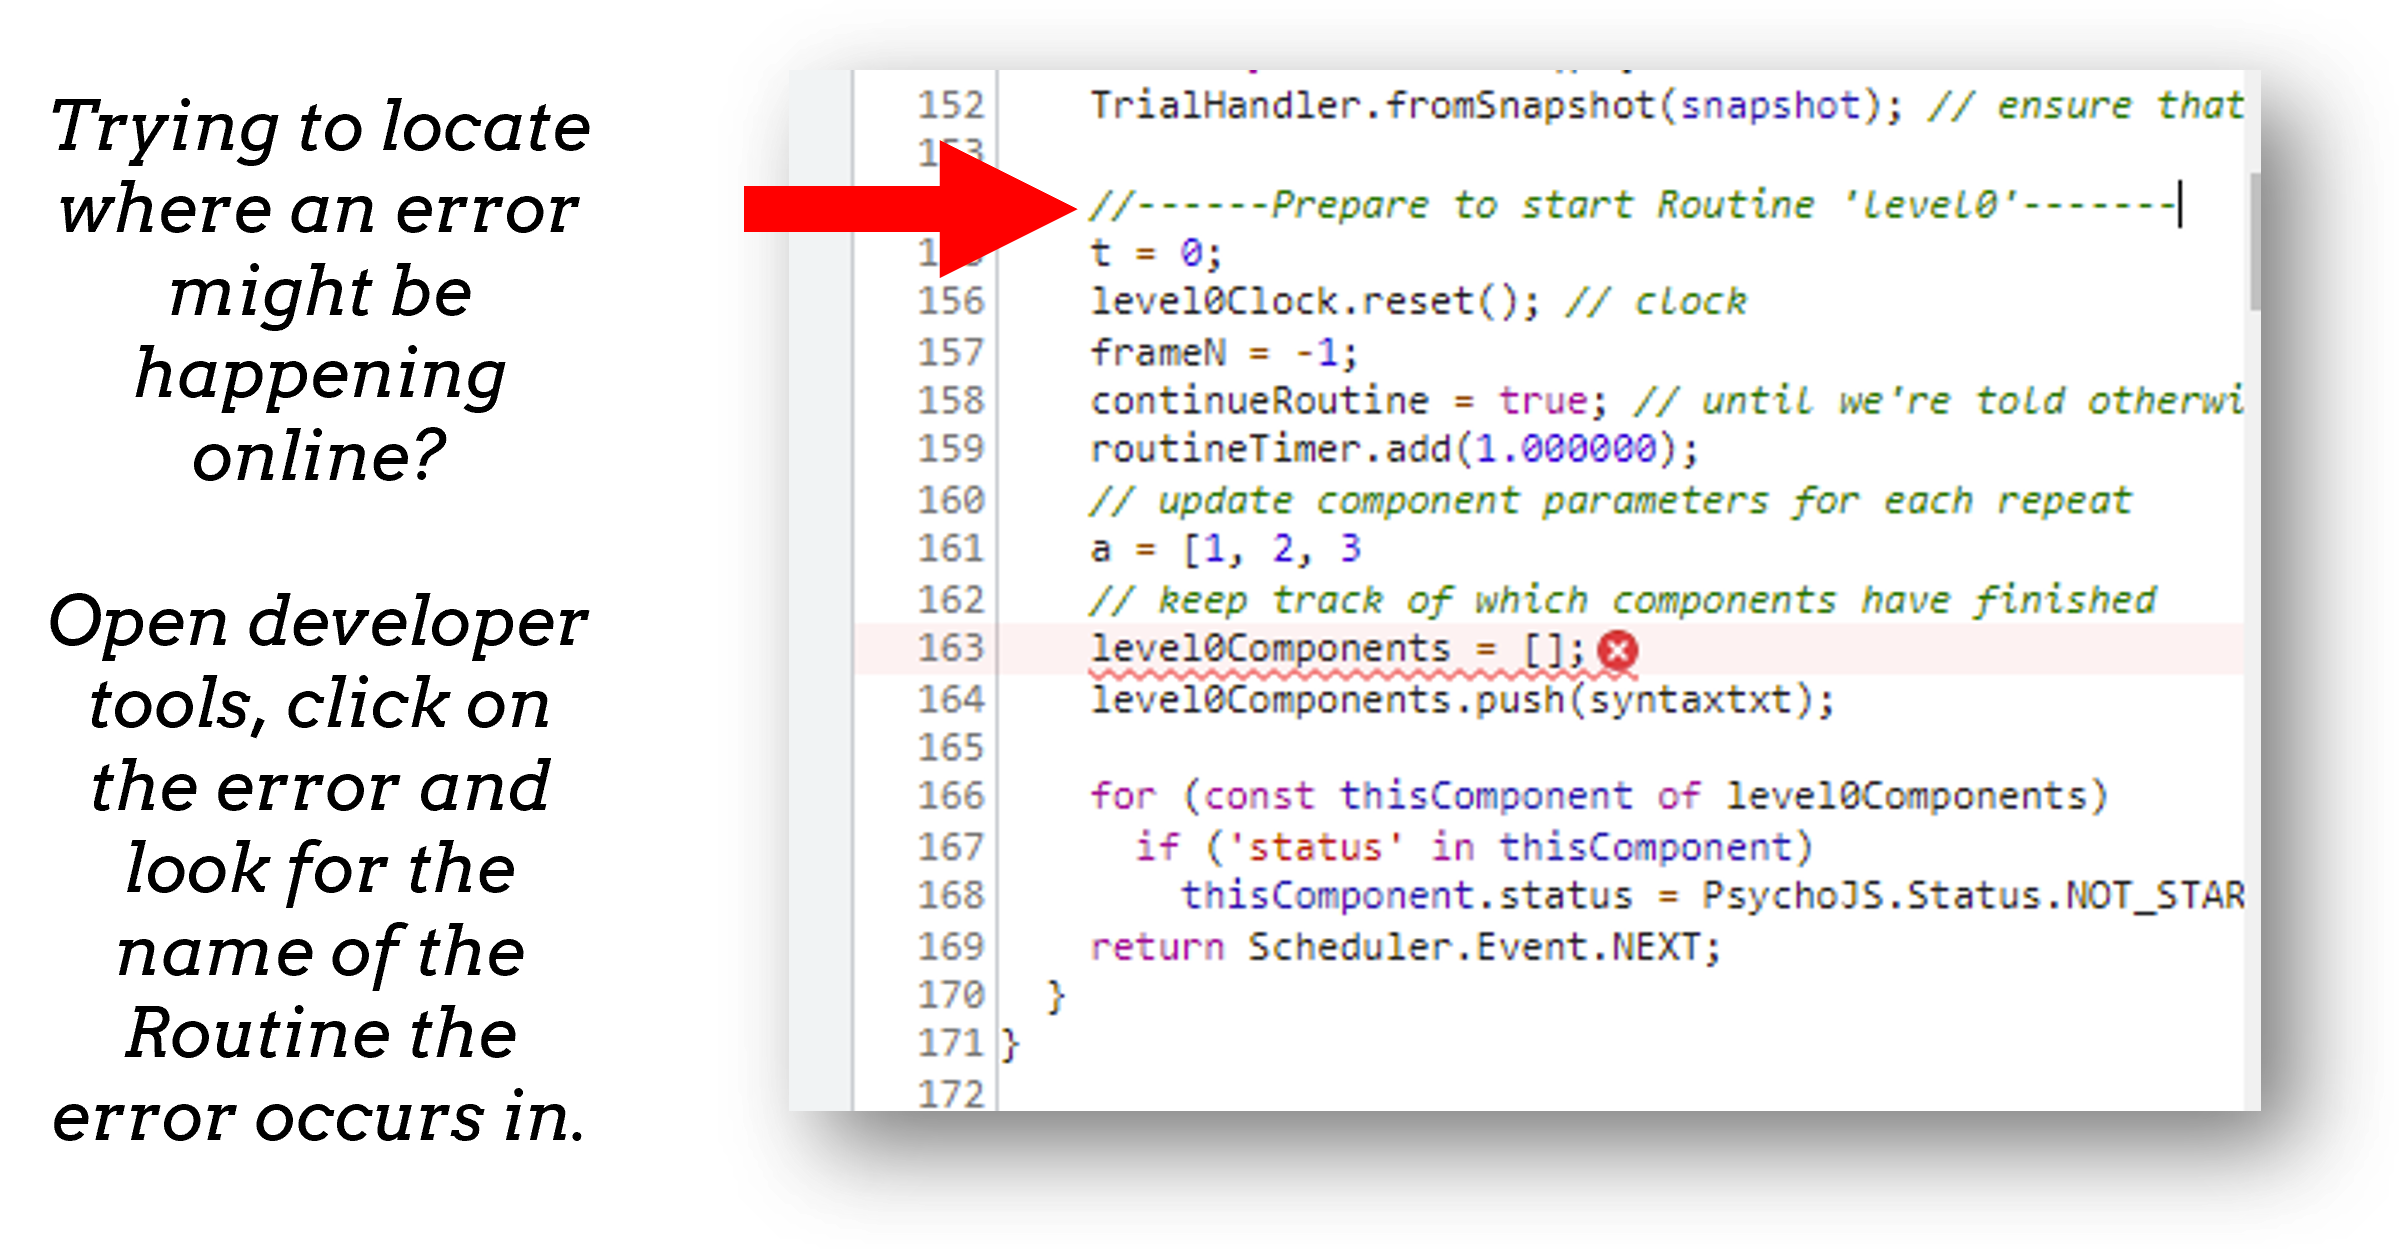 Trying to locate
where an error
might be
happening
online?
Open developer
tools, click on
the error and
look for the
name of the
Routine the
error occurs in.
152 TrialHandler.fromSnapshot(snapshot); // ensure that
153
//------Prepare to start Routine 'level0'-------
t = 0;
156 level0Clock.reset(); // clock
157 frameN = -1;
158 continueRoutine = true; // until we're told otherwi
159 routineTimer.add(1.000000);
160 // update component parameters for each repeat
161 a = [1, 2, 3
162 // keep track of which components have finished
163 level0Components = [];
164 level0Components.push(syntaxtxt);
165
166 for (const thisComponent of level0Components)
167 if ('status' in thisComponent)
168 thisComponent.status = PsychoJS.Status.NOT_STAR
169 return Scheduler.Event.NEXT;
170 }
171 }
172